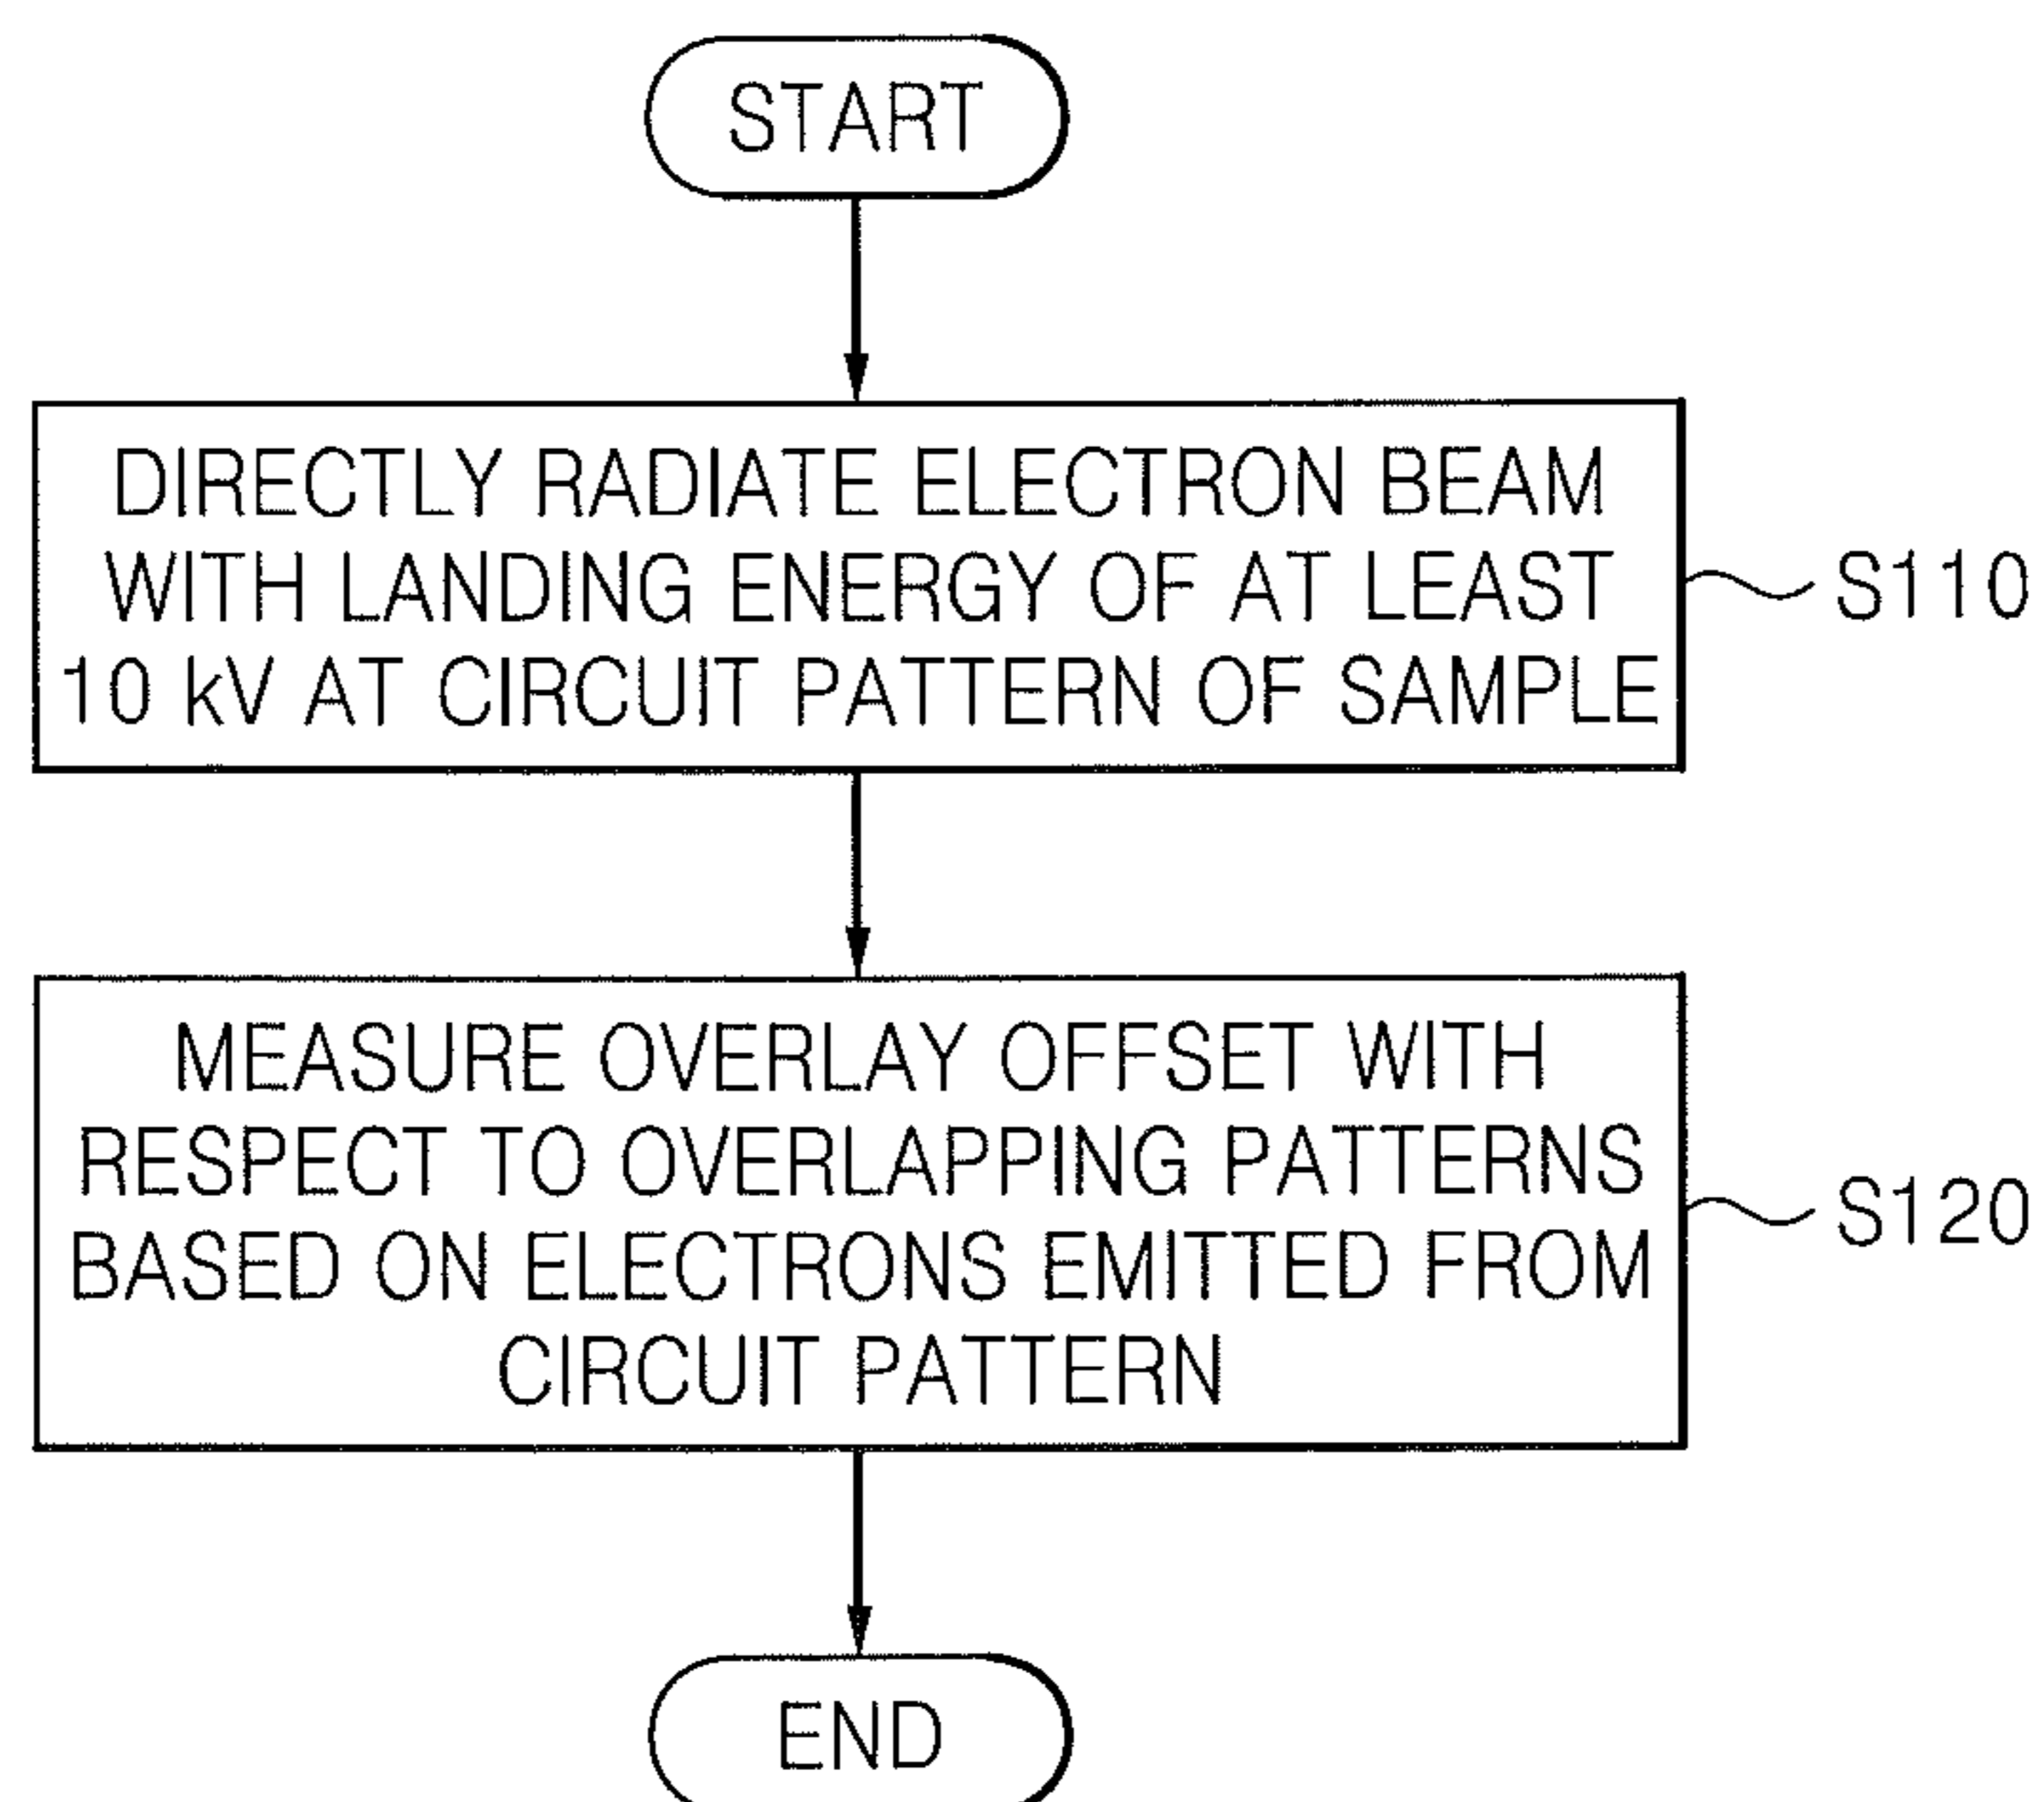 START
DIRECTLY RADIATE ELECTRON BEAM
WITH LANDING ENERGY OF AT LEAST
10 kV AT CIRCUIT PATTERN OF SAMPLE
S110
MEASURE OVERLAY OFFSET WITH
RESPECT TO OVERLAPPING PATTERNS
BASED ON ELECTRONS EMITTED FROM
CIRCUIT PATTERN
S120
END